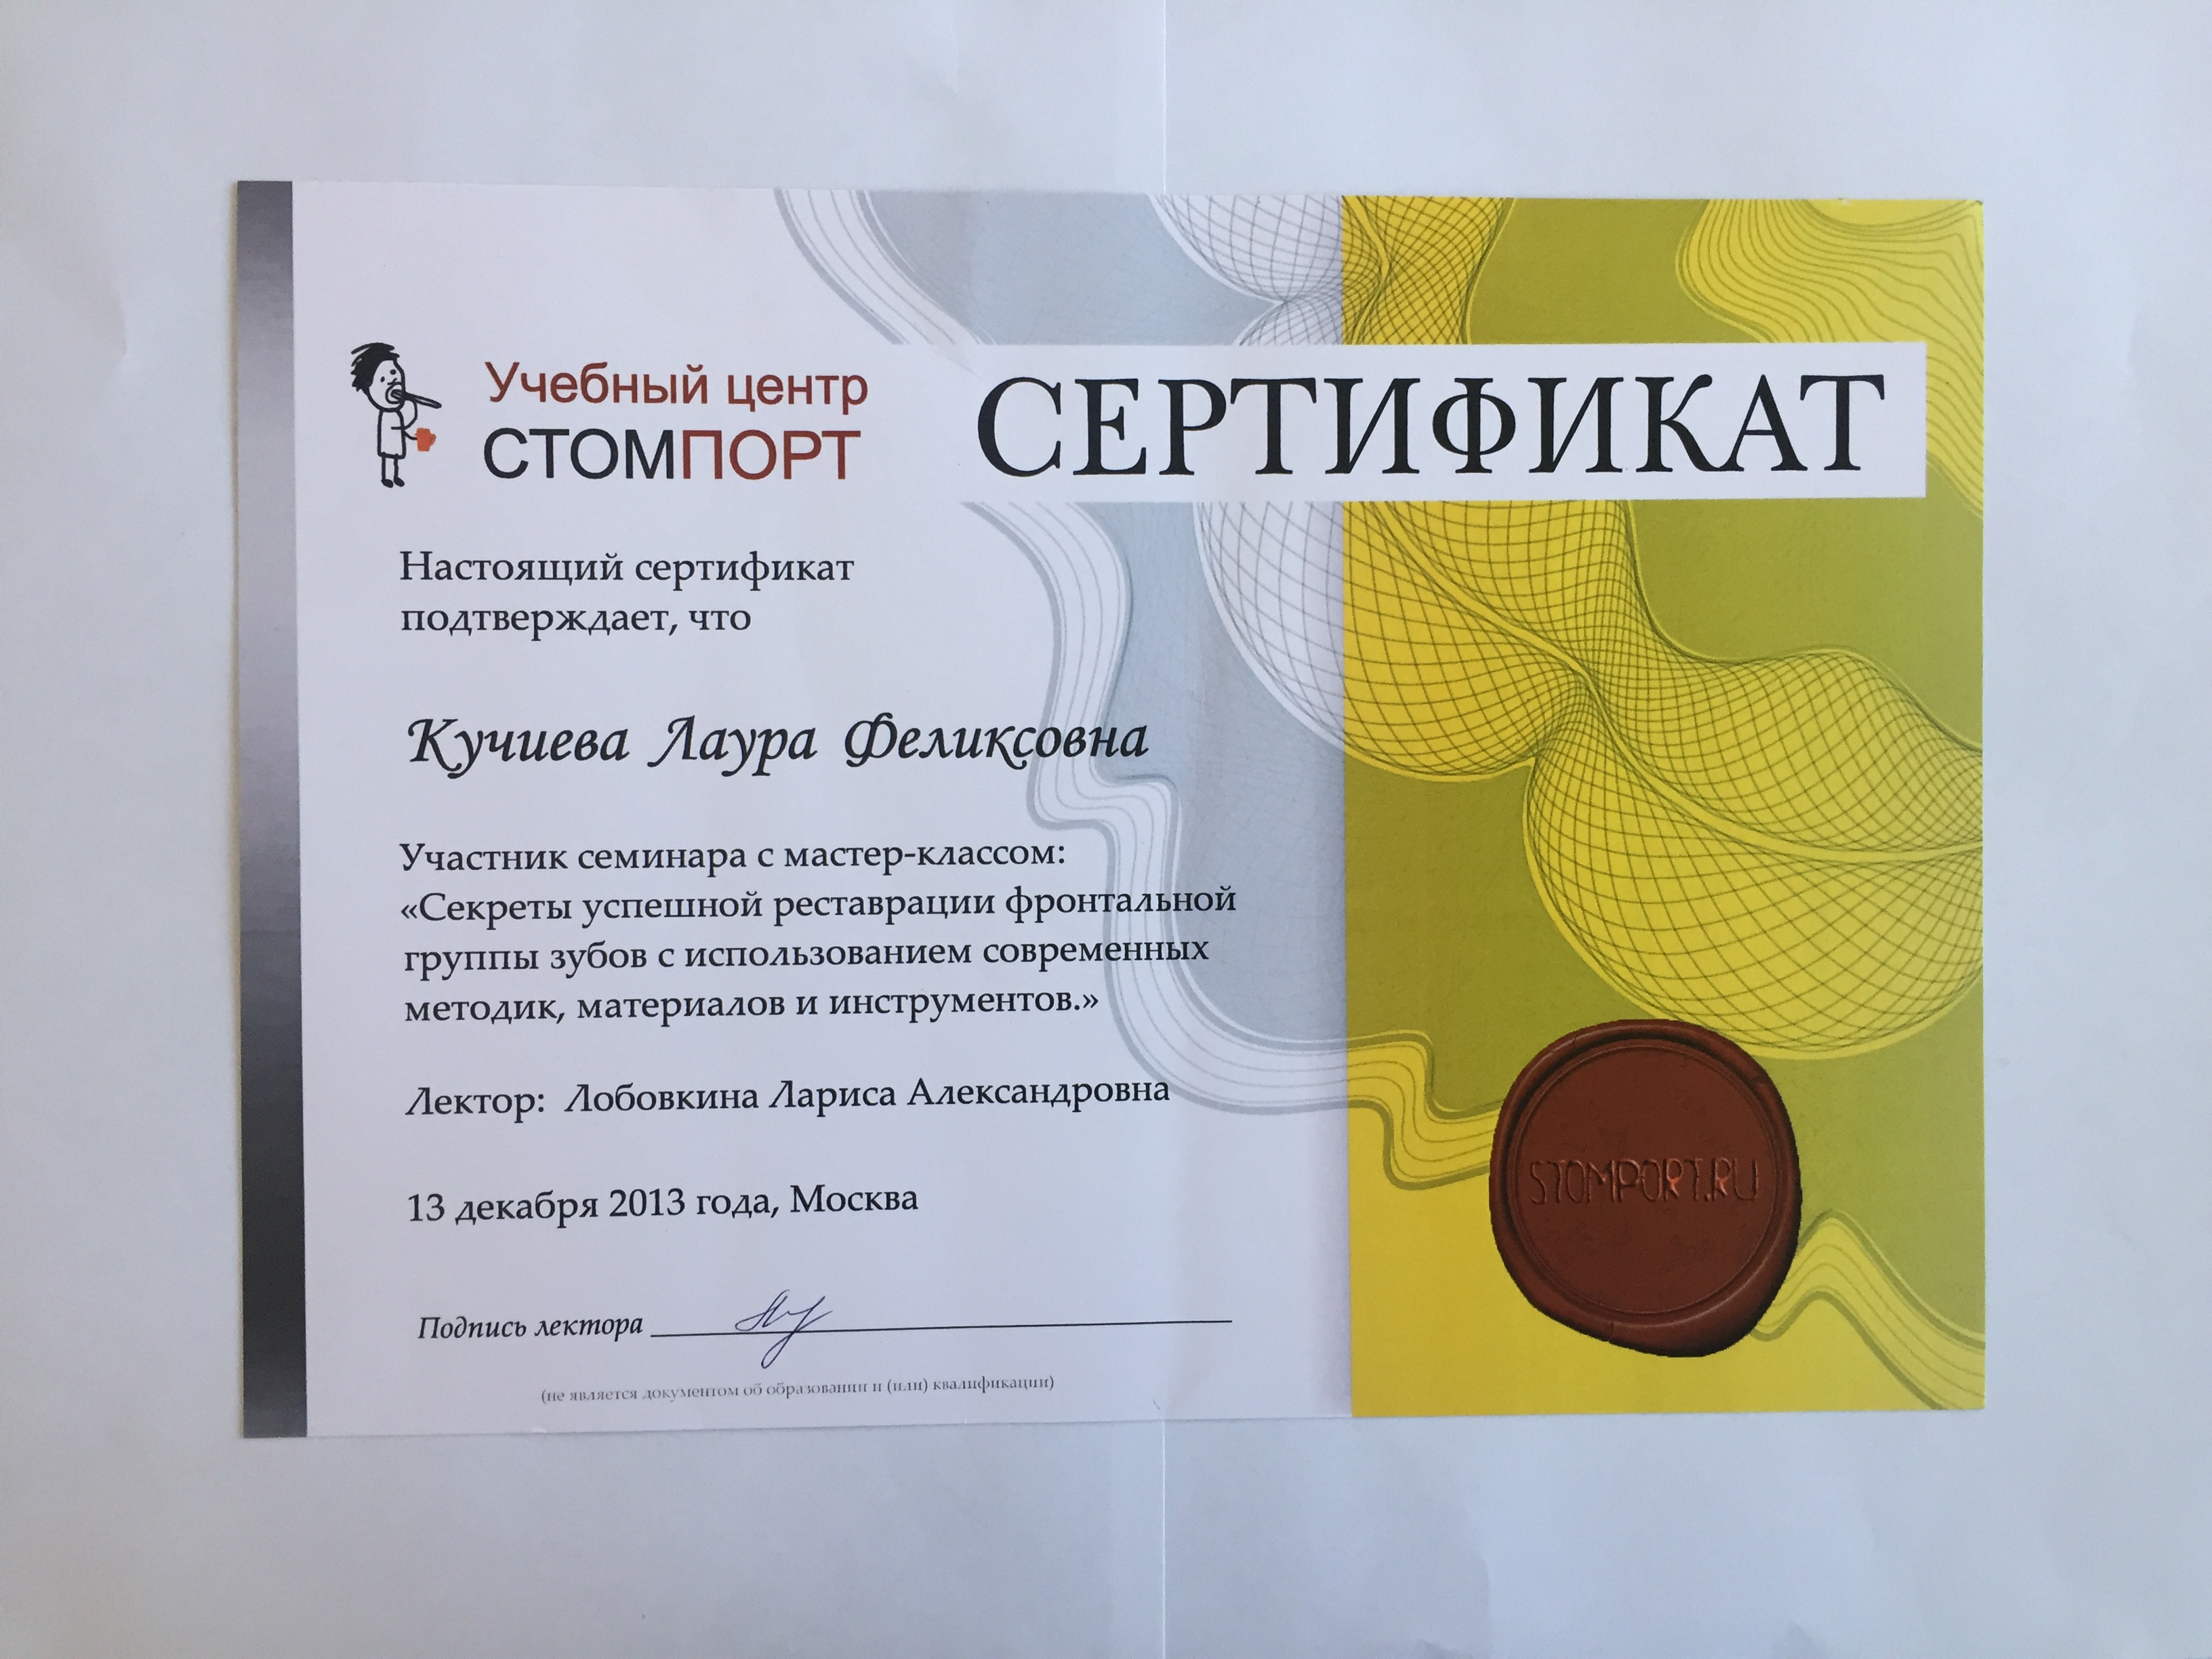 Учебный центр
СТОМПОРТ
СЕРТИФИКАТ
Настоящий сертификат
подтверждает, что
Кучиева Лаура Феликсовна
Участник семинара с мастер-классом:
«Секреты успешной реставрации фронтальной
группы зубов с использованием современных
методик, материалов и инструментов.»
Лектор: Лобовкина Лариса Александровна
13 декабря 2013 года, Москва
STOMPORT.RU
Подпись лектора
(не является документом об образовании и (или) квалификации)